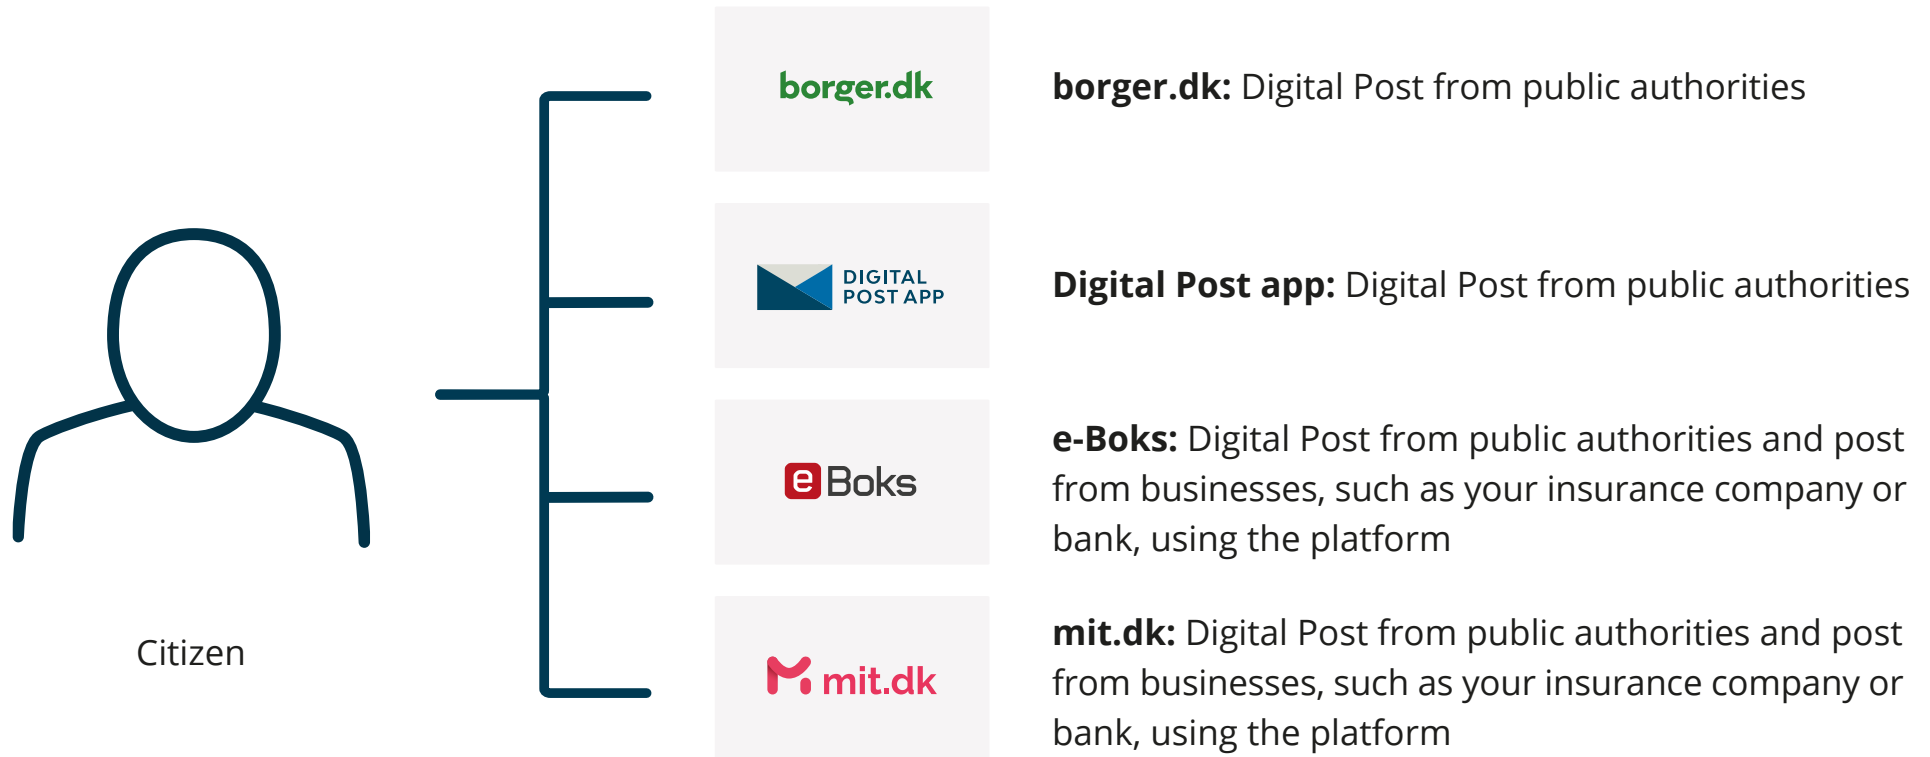 borger.dk
borger.dk: Digital Post from public authorities
DIGITAL
POST APP
Digital Post app: Digital Post from public authorities
e Boks
e-Boks: Digital Post from public authorities and post
from businesses, such as your insurance company or
bank, using the platform
Citizen
mit.dk
mit.dk: Digital Post from public authorities and post
from businesses, such as your insurance company or
bank, using the platform